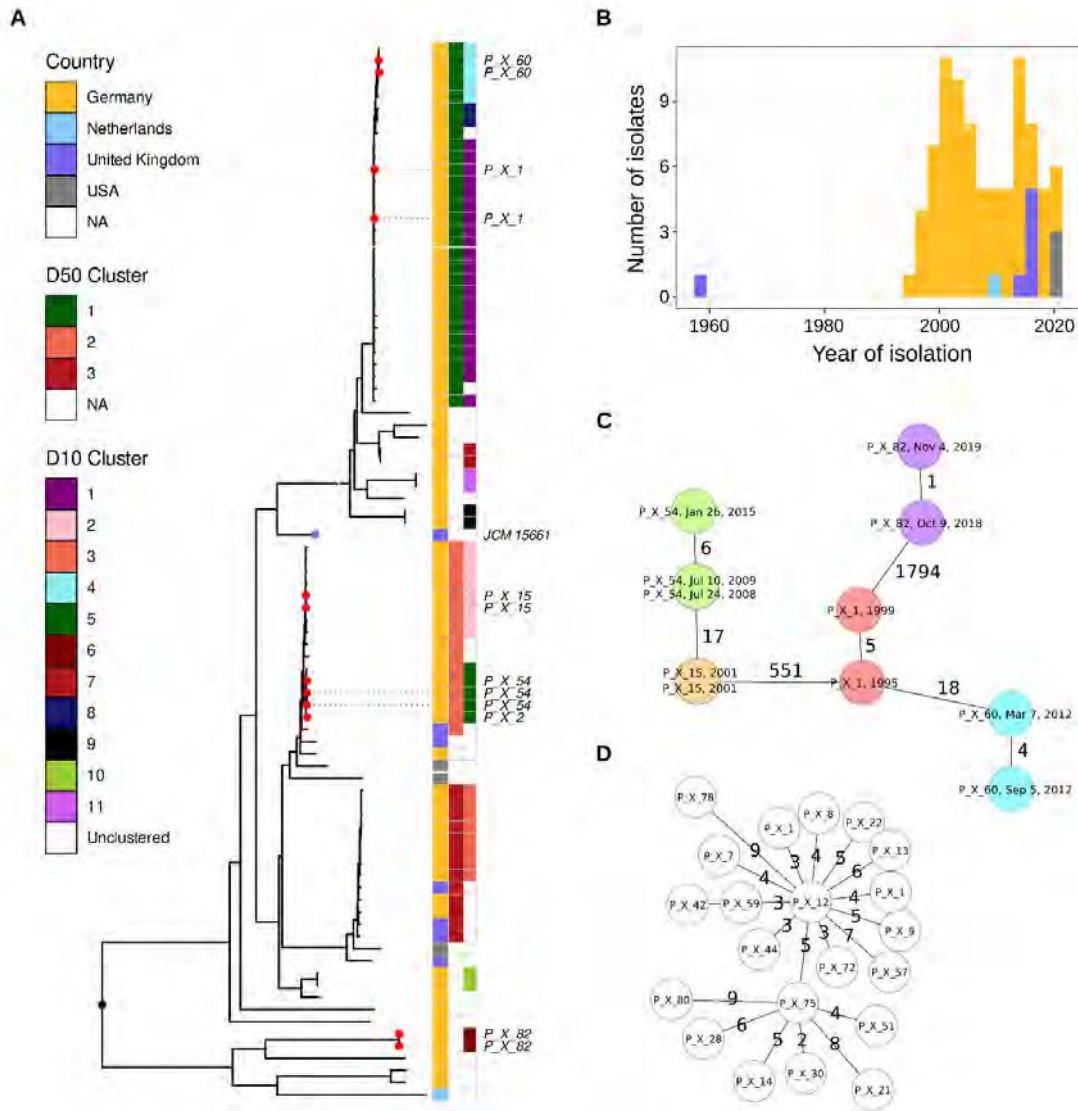 A
Country
Germany
Netherlands
United Kingdom
USA
NA
D50 Cluster
1
2
3
NA
D10 Cluster
1
2
3
4
5
6
7
8
9
10
11
Unclustered
P_X_60
P_X_60
P_X_1
P_X_1
JCM 15661
P_X_15
P_X_15
P_X_54
P_X_54
P_X_54
P_X_2
P_X_82
P_X_82
B
Number of isolates
9
6
3
0
1960
1980
2000
2020
Year of isolation
C
P_X_82, Nov 4, 2019
1
P_X_82, Oct 9, 2018
1794
P_X_54, Jan 26, 2015
6
P_X_54, Jul 10, 2009
P_X_54, Jul 24, 2008
17
P_X_1, 1999
5
P_X_15, 2001
P_X_15, 2001
551
P_X_1, 1995
18
P_X_60, Mar 7, 2012
4
P_X_60, Sep 5, 2012
D
P_X_78
P_X_1
P_X_8
P_X_22
P_X_13
P_X_7
9
3
4
5
6
4
P_X_42
P_X_59
3
P_X_12
4
P_X_1
5
P_X_9
P_X_44
3
5
3
7
P_X_72
P_X_57
P_X_80
9
P_X_75
4
P_X_51
P_X_28
6
5
2
8
P_X_14
P_X_30
P_X_21